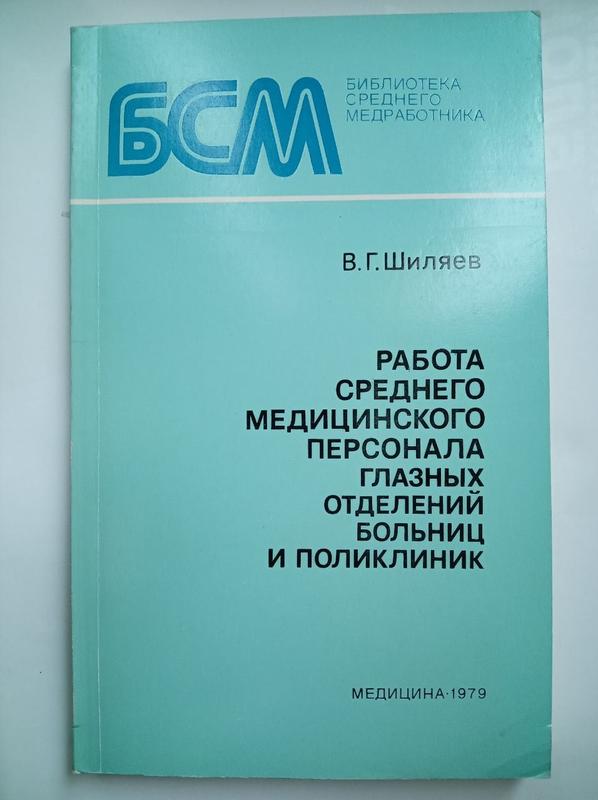 БСМ
БИБЛИОТЕКА
СРЕДНЕГО
МЕДРАБОТНИКА
В.Г.Шиляев
РАБОТА
СРЕДНЕГО
МЕДИЦИНСКОГО
ПЕРСОНАЛА
ГЛАЗНЫХ
ОТДЕЛЕНИЙ
БОЛЬНИЦ
И ПОЛИКЛИНИК
МЕДИЦИНА·1979